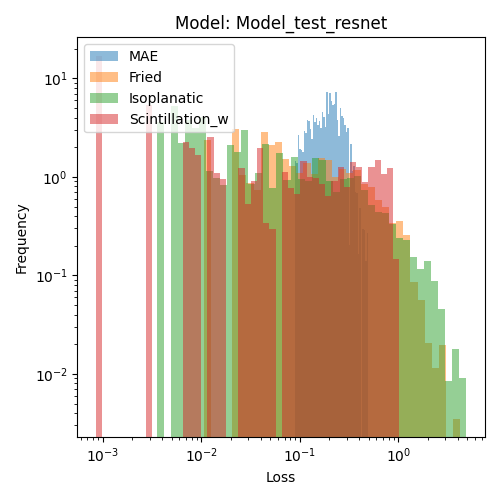 Model: Model_test_resnet
MAE
Fried
Isoplanatic
Scintillation_w
Frequency
10¹
10⁰
10⁻¹
10⁻²
10⁻³ 10⁻² 10⁻¹ 10⁰
Loss